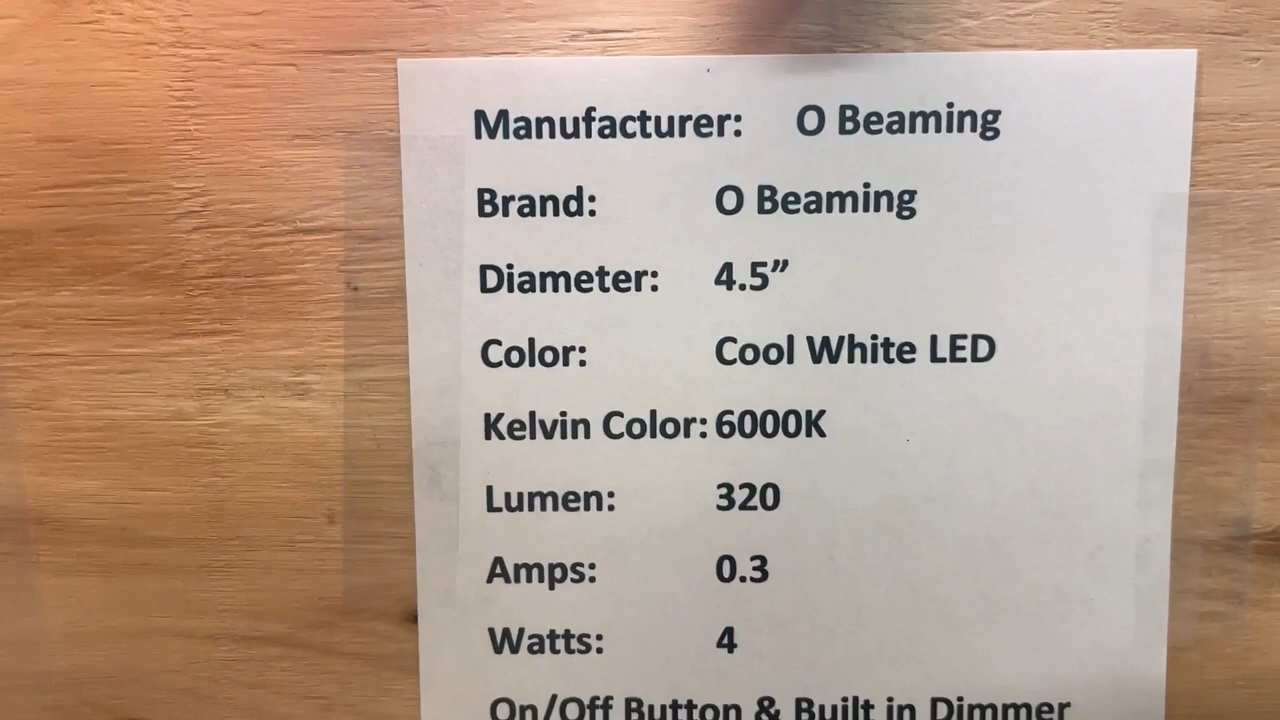 Manufacturer: O Beaming
Brand: O Beaming
Diameter: 4.5”
Color: Cool White LED
Kelvin Color: 6000K
Lumen: 320
Amps: 0.3
Watts: 4
On/Off Button & Built in Dimmer